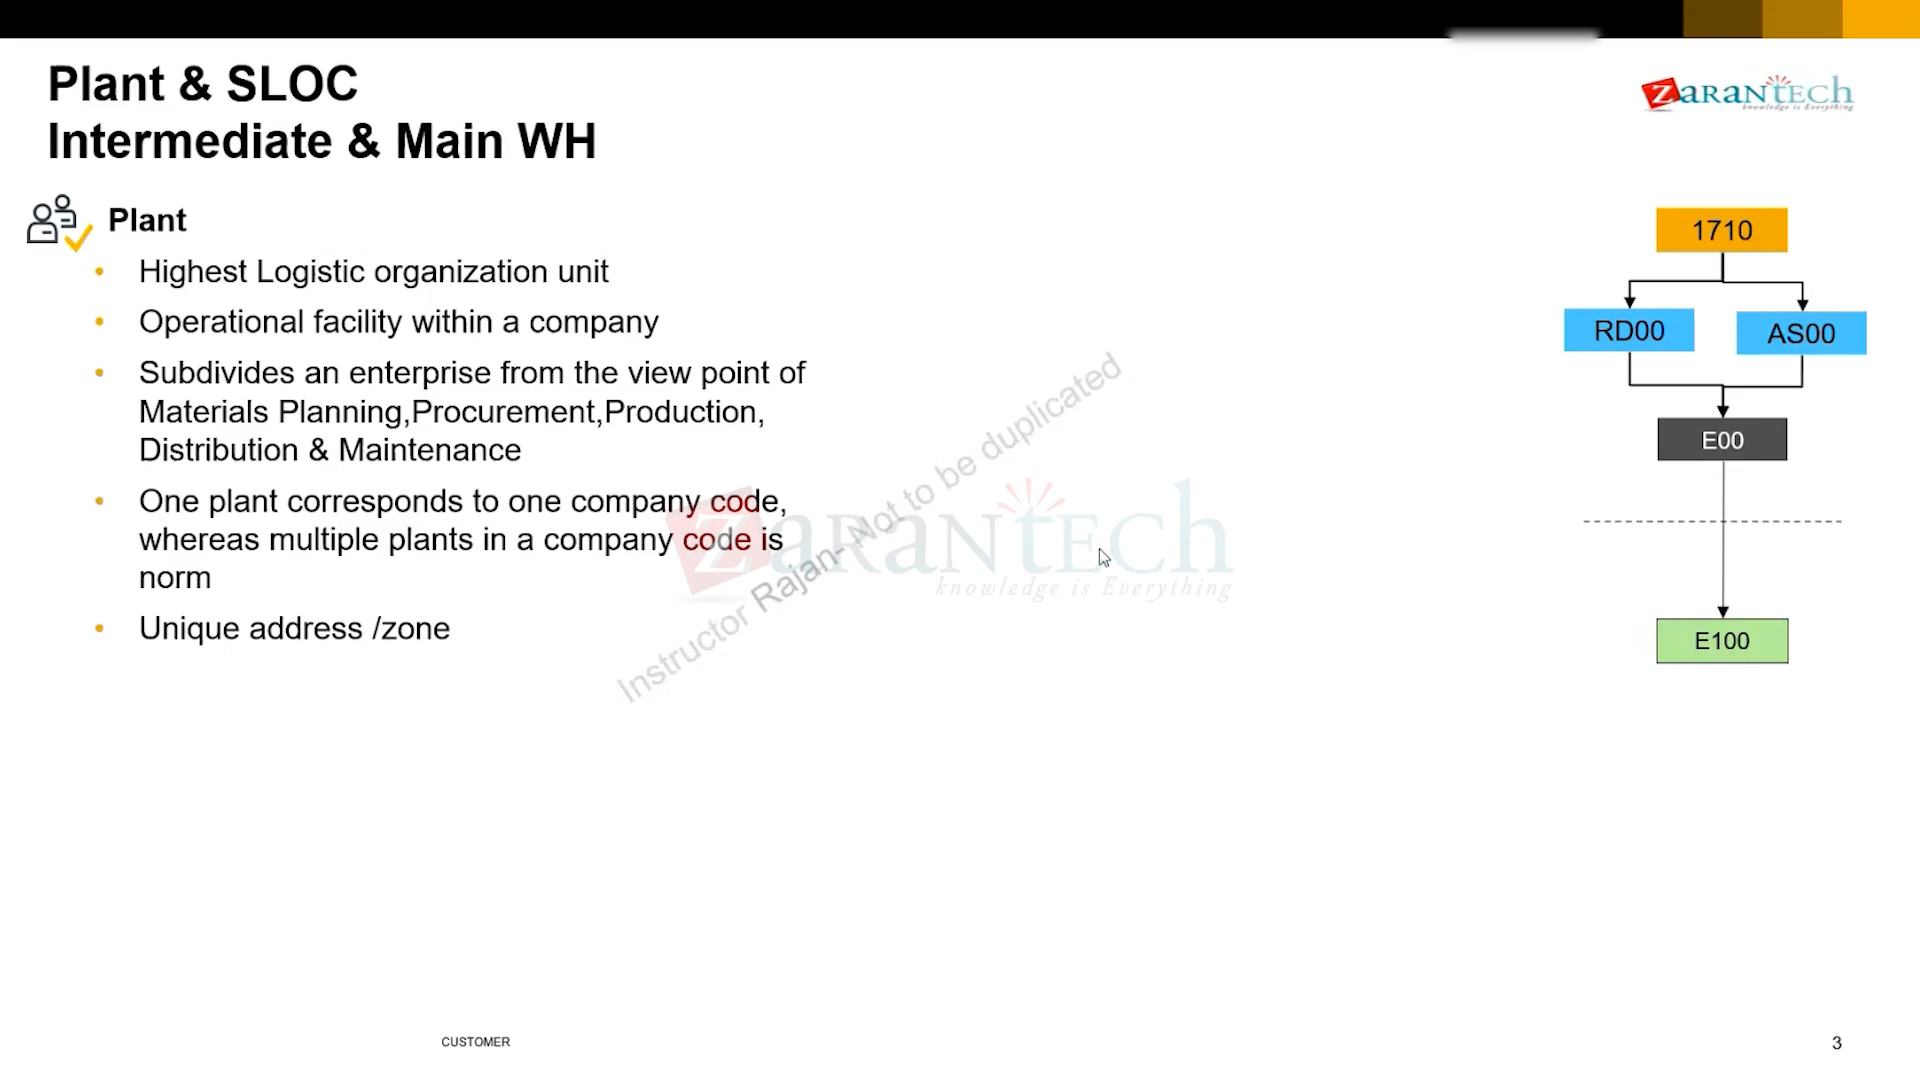 Plant & SLOC
Intermediate & Main WH
ZaranTech
knowledge is Everything
Plant
• Highest Logistic organization unit
• Operational facility within a company
• Subdivides an enterprise from the view point of
Materials Planning,Procurement,Production,
Distribution & Maintenance
• One plant corresponds to one company code,
whereas multiple plants in a company code is
norm
• Unique address /zone
1710
RD00
AS00
E00
E100
ZaranTech
knowledge is Everything
Instructor Rajan- Not to be duplicated
CUSTOMER
3